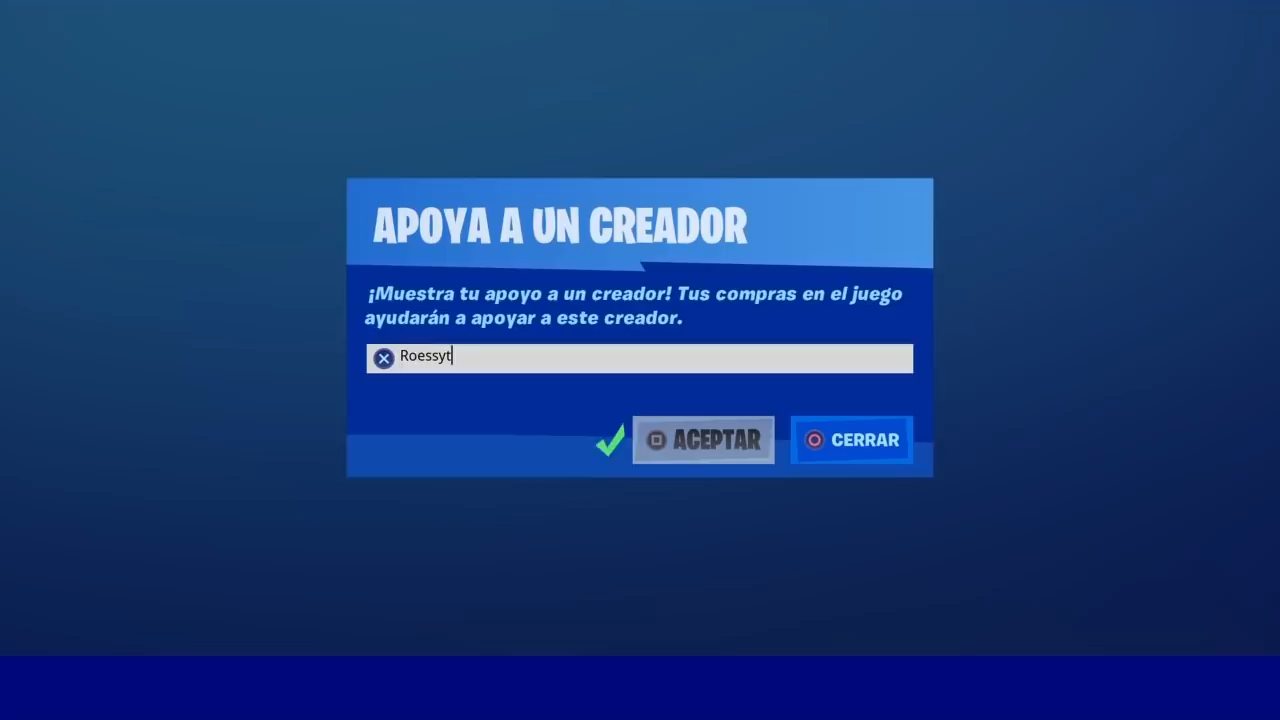 APOYA A UN CREADOR
¡Muestra tu apoyo a un creador! Tus compras en el juego
ayudarán a apoyar a este creador.
Roessyt
ACEPTAR
CERRAR